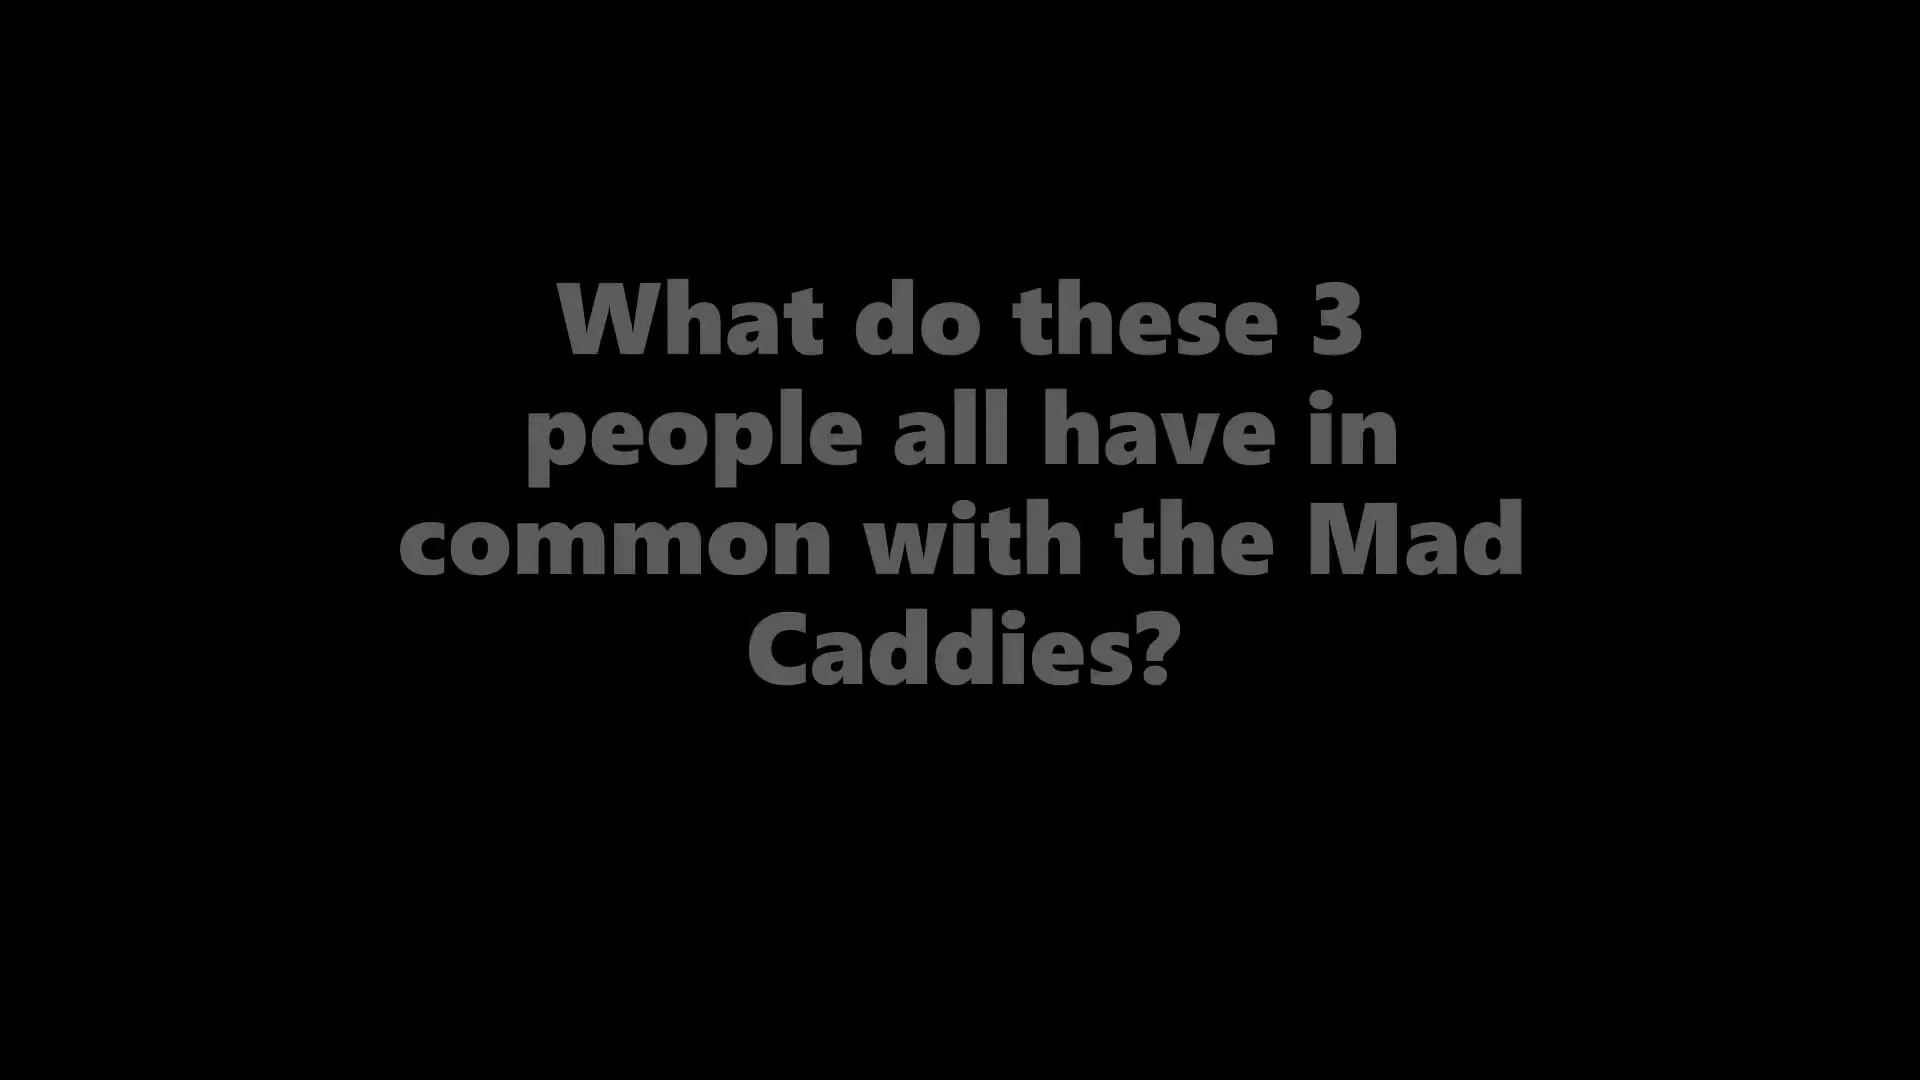 What do these 3
people all have in
common with the Mad
Caddies?